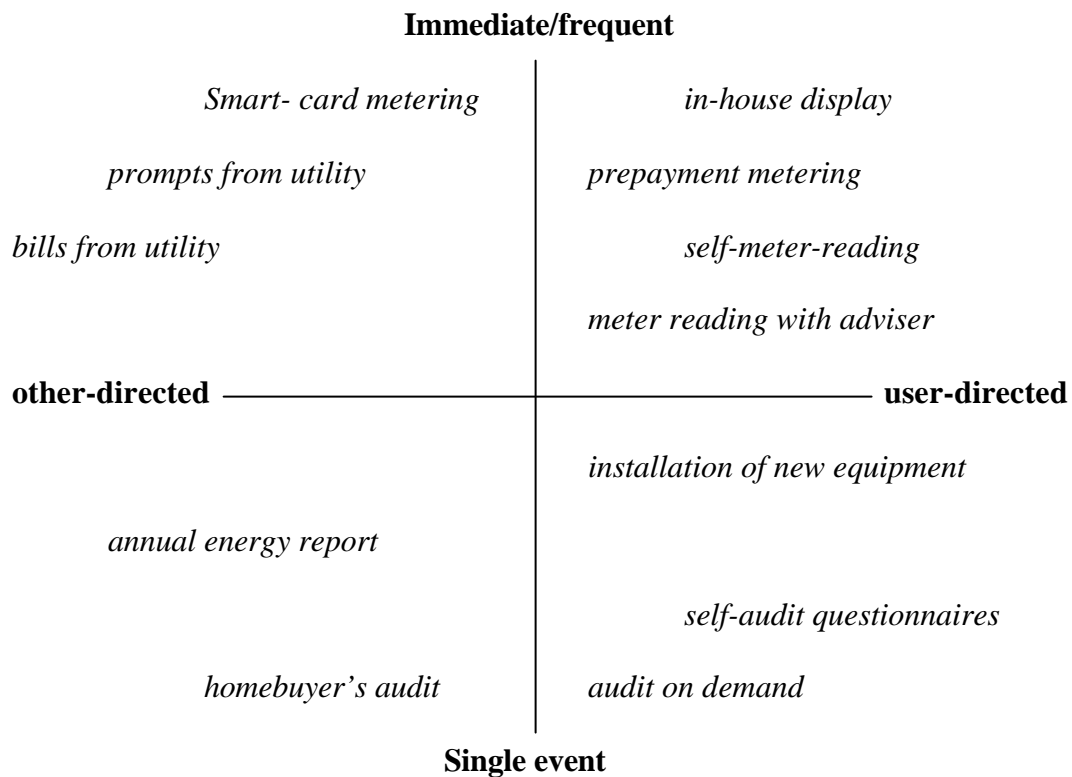 Immediate/frequent
Smart- card metering in-house display
prompts from utility prepayment metering
bills from utility self-meter-reading
meter reading with adviser
other-directed user-directed
installation of new equipment
annual energy report
self-audit questionnaires
homebuyer’s audit audit on demand
Single event